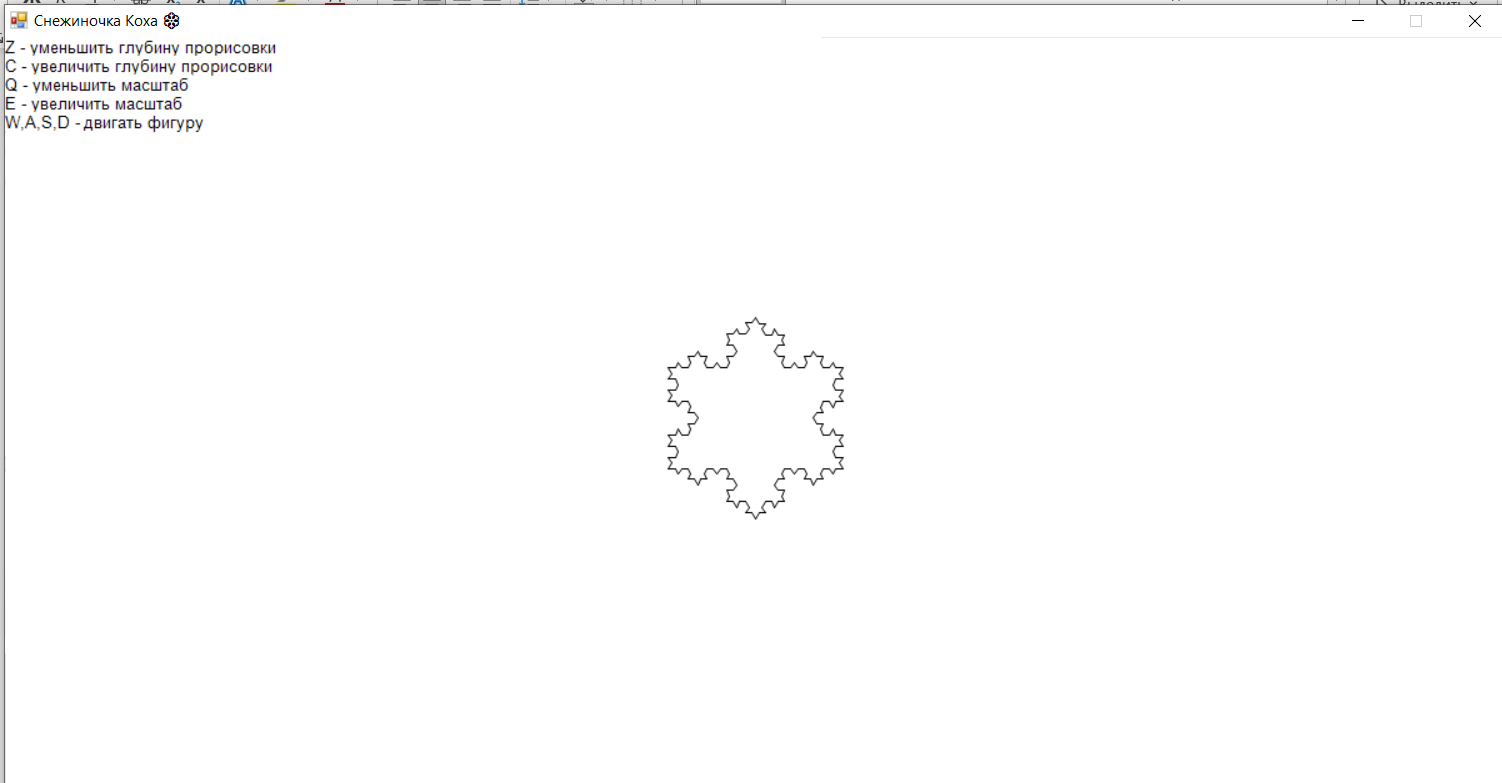 Снежиночка Коха
Z - уменьшить глубину прорисовки
C - увеличить глубину прорисовки
Q - уменьшить масштаб
E - увеличить масштаб
W,A,S,D - двигать фигуру